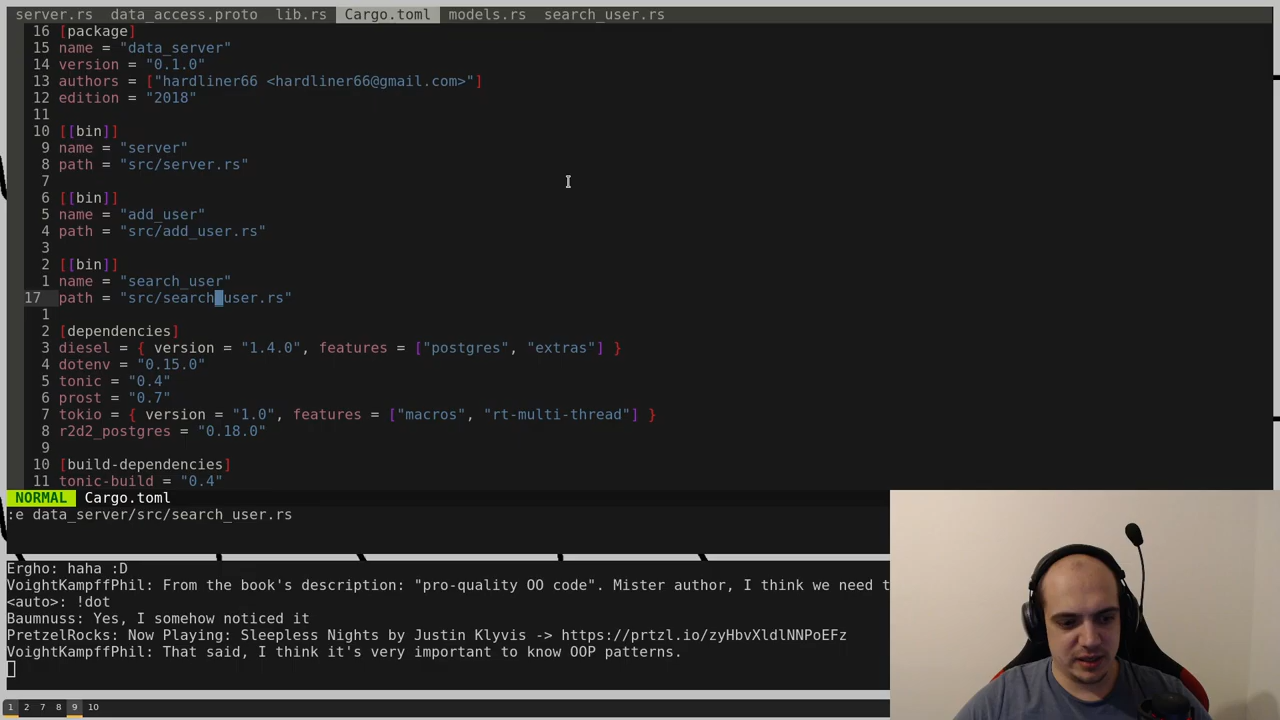 server.rs data_access.proto lib.rs Cargo.toml models.rs search_user.rs
16 [package]
15 name = "data_server"
14 version = "0.1.0"
13 authors = ["hardliner66 <hardliner66@gmail.com>"]
12 edition = "2018"
11
10 [[bin]]
9 name = "server"
8 path = "src/server.rs"
7
6 [[bin]]
5 name = "add_user"
4 path = "src/add_user.rs"
3
2 [[bin]]
1 name = "search_user"
17 path = "src/search_user.rs"
1
2 [dependencies]
3 diesel = { version = "1.4.0", features = ["postgres", "extras"] }
4 dotenv = "0.15.0"
5 tonic = "0.4"
6 prost = "0.7"
7 tokio = { version = "1.0", features = ["macros", "rt-multi-thread"] }
8 r2d2_postgres = "0.18.0"
9
10 [build-dependencies]
11 tonic-build = "0.4"
NORMAL Cargo.toml
:e data_server/src/search_user.rs
Ergho: haha :D
VoightKampffPhil: From the book's description: "pro-quality OO code". Mister author, I think we need t
<auto>: !dot
Baumnuss: Yes, I somehow noticed it
PretzelRocks: Now Playing: Sleepless Nights by Justin Klyvis -> https://prtzl.io/zyHbvXldlNNPoEFz
VoightKampffPhil: That said, I think it's very important to know OOP patterns.
1 2 7 8 9 10